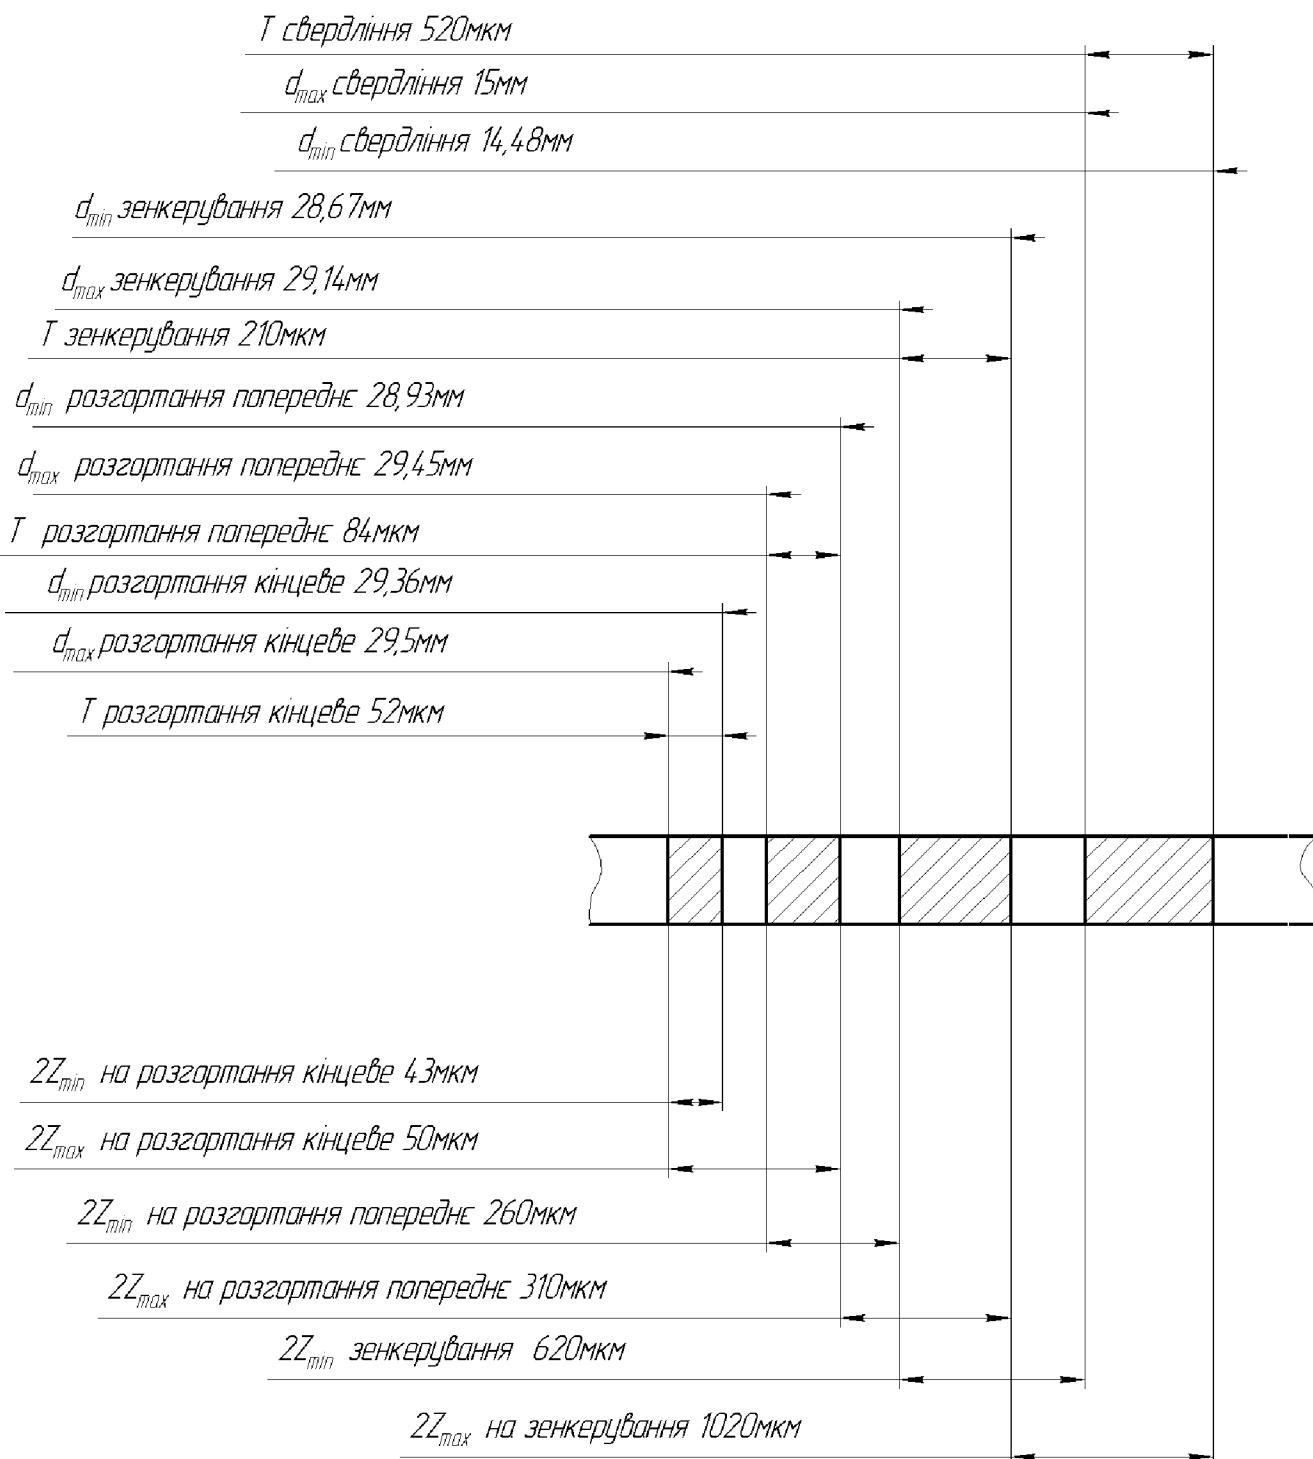 T свердління 520мкм
dmax свердління 15мм
dmin свердління 14,48мм
dmin зенкерування 28,67мм
dmax зенкерування 29,14мм
T зенкерування 210мкм
dmin розгортання попереднє 28,93мм
dmax розгортання попереднє 29,45мм
T розгортання попереднє 84мкм
dmin розгортання кінцеве 29,36мм
dmax розгортання кінцеве 29,5мм
T розгортання кінцеве 52мкм
2Zmin на розгортання кінцеве 43мкм
2Zmax на розгортання кінцеве 50мкм
2Zmin на розгортання попереднє 260мкм
2Zmax на розгортання попереднє 310мкм
2Zmin зенкерування 620мкм
2Zmax на зенкерування 1020мкм